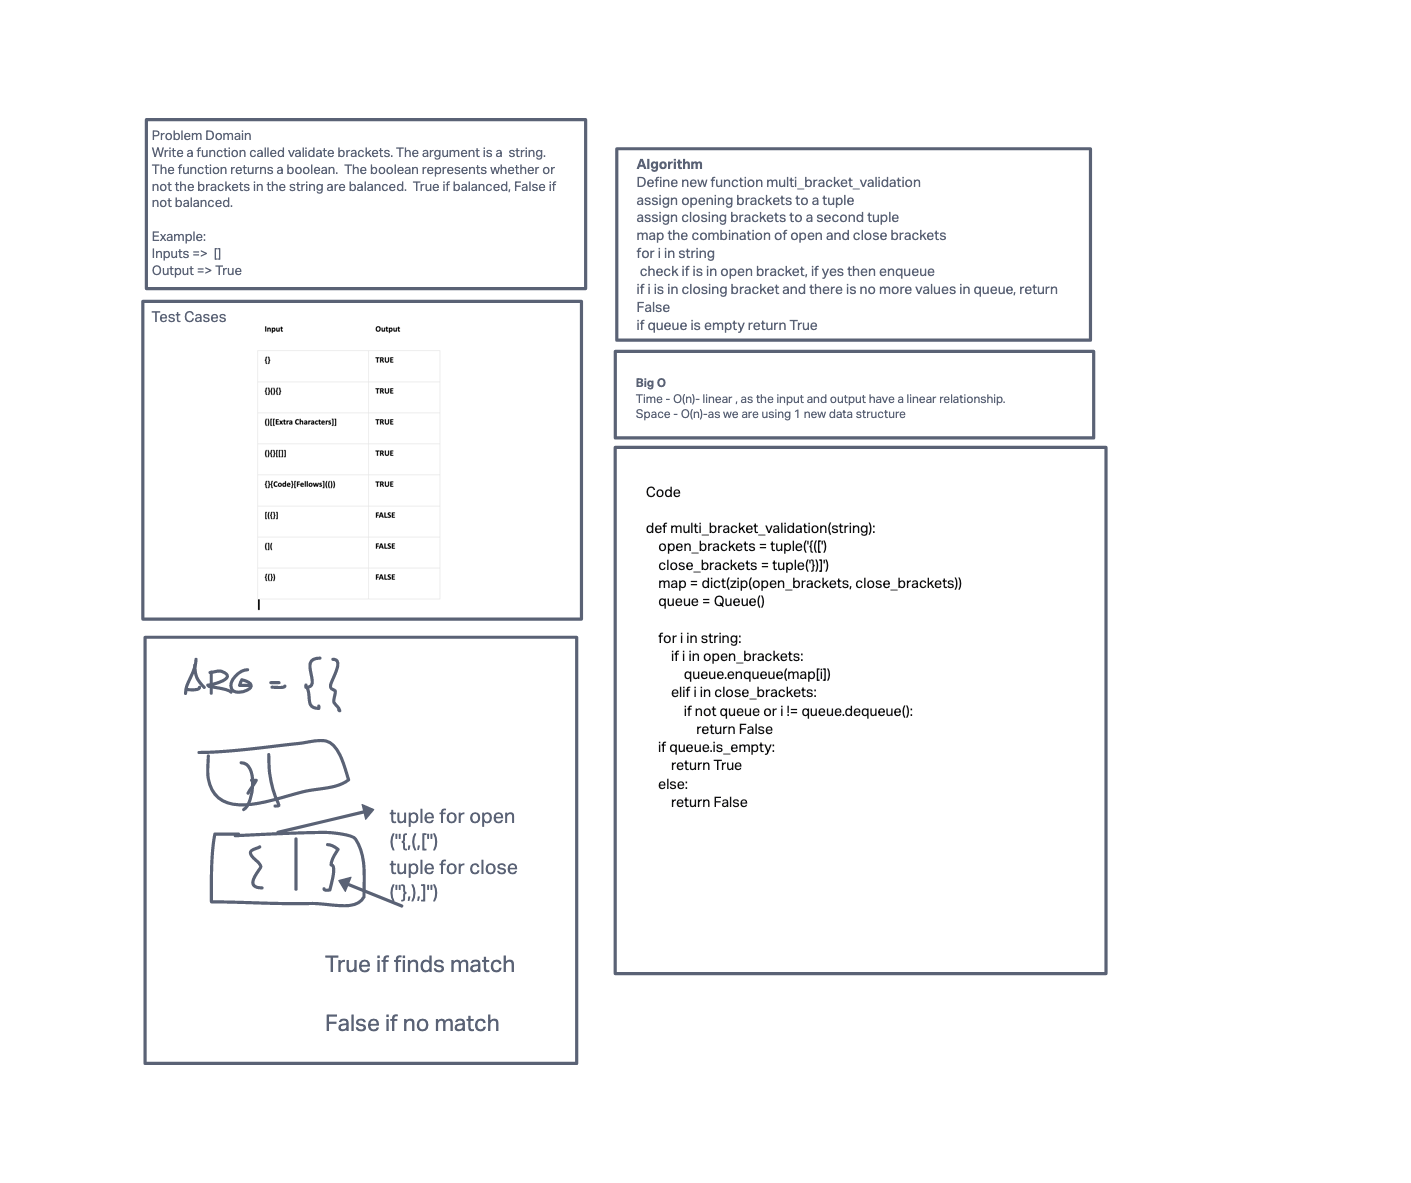 Problem Domain
Write a function called validate brackets. The argument is a  string.
The function returns a boolean.  The boolean represents whether or
not the brackets in the string are balanced.  True if balanced, False if
not balanced.
Example:
Inputs =>  []
Output => True
Test Cases
Input Output
{} TRUE
{}(){} TRUE
()[[Extra Characters]] TRUE
(){}[[]] TRUE
{}{Code}[Fellows](()) TRUE
[({}] FALSE
(]( FALSE
{(}) FALSE
ARG = {}
} 
{ | }
tuple for open
("{,(,[")
tuple for close
("},),]")
True if finds match
False if no match
Algorithm
Define new function multi_bracket_validation
assign opening brackets to a tuple
assign closing brackets to a second tuple
map the combination of open and close brackets
for i in string
check if is in open bracket, if yes then enqueue
if i is in closing bracket and there is no more values in queue, return
False
if queue is empty return True
Big O
Time - O(n)- linear , as the input and output have a linear relationship.
Space - O(n)-as we are using 1 new data structure
Code
def multi_bracket_validation(string):
open_brackets = tuple('{([')
close_brackets = tuple('})]')
map = dict(zip(open_brackets, close_brackets))
queue = Queue()
for i in string:
if i in open_brackets:
queue.enqueue(map[i])
elif i in close_brackets:
if not queue or i != queue.dequeue():
return False
if queue.is_empty:
return True
else:
return False